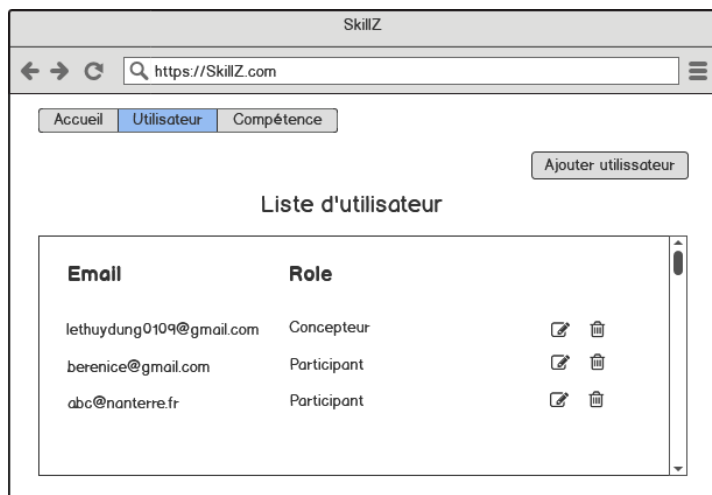 SkillZ
https://SkillZ.com
Accueil Utilisateur Compétence
Ajouter utilissateur
Liste d'utilisateur
Email Role
lethuydung0109@gmail.com Concepteur
berenice@gmail.com Participant
abc@nanterre.fr Participant